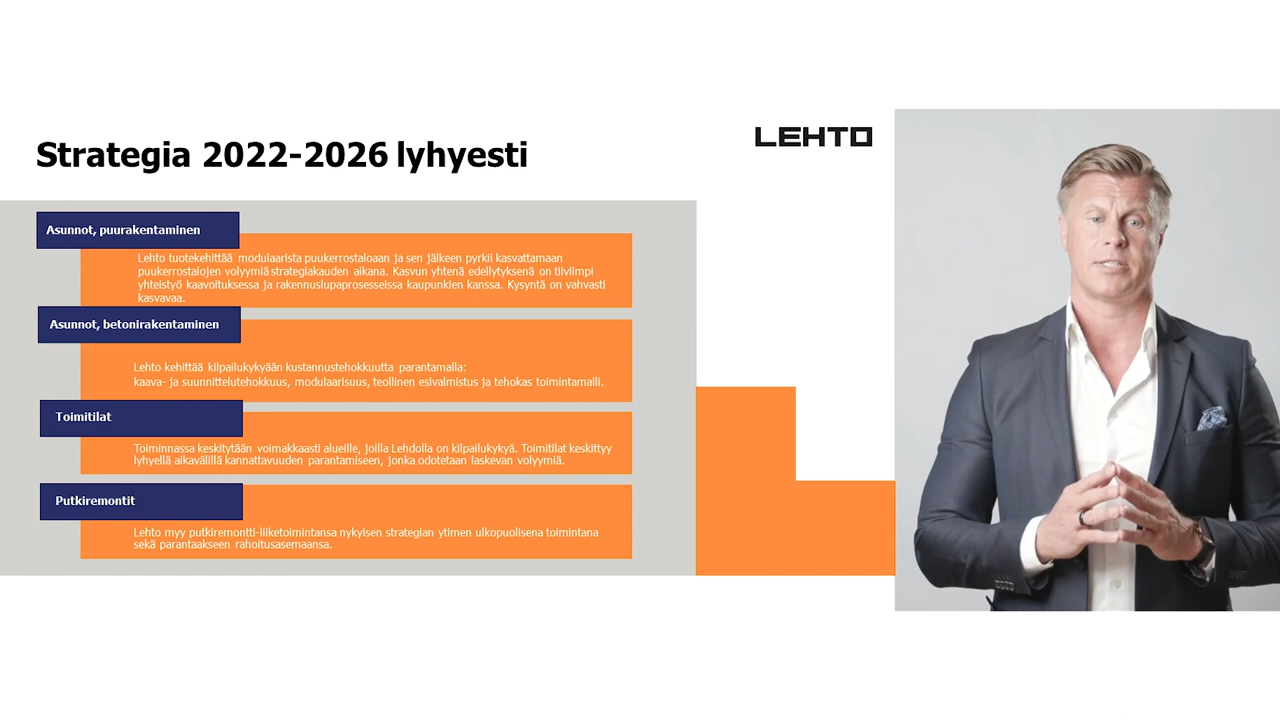 Strategia 2022-2026 lyhyesti
LEHTO
Asunnot, puurakentaminen
Lehto tuotekehittää modulaarista puukerrostaloaan ja sen jälkeen pyrkii kasvattamaan
puukerrostalojen volyymiä strategiakauden aikana. Kasvun yhtenä edellytyksenä on tiiviimpi
yhteistyö kaavoituksessa ja rakennuslupaprosesseissa kaupunkien kanssa. Kysyntä on vahvasti
kasvavaa.
Asunnot, betonirakentaminen
Lehto kehittää kilpailukykyään kustannustehokkuutta parantamalla:
kaava- ja suunnittelutehokkuus, modulaarisuus, teollinen esivalmistus ja tehokas toimintamalli.
Toimitilat
Toiminnassa keskitytään voimakkaasti alueille, joilla Lehdolla on kilpailukykyä. Toimitilat keskittyy
lyhyellä aikavälillä kannattavuuden parantamiseen, jonka odotetaan laskevan volyymiä.
Putkiremontit
Lehto myy putkiremontti-liiketoimintansa nykyisen strategian ytimen ulkopuolisena toimintana
sekä parantaakseen rahoitusasemaansa.